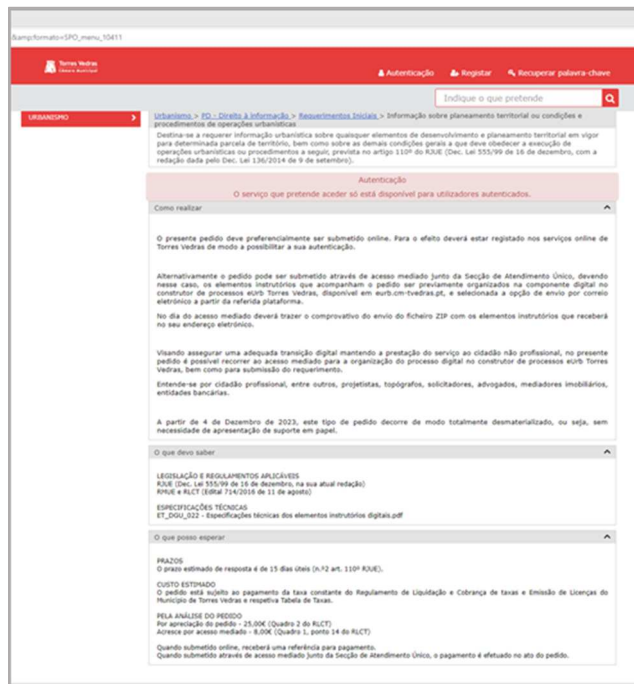 &amp;formato=SPO_menu_10411
Torres Vedras
Câmara Municipal
Autenticação Registar Recuperar palavra-chave
Indique o que pretende
URBANISMO
Urbanismo > PO - Direito à informação > Requerimentos Iniciais > Informação sobre planeamento territorial ou condições e
procedimentos de operações urbanísticas
Destina-se a requerer informação urbanística sobre quaisquer elementos de desenvolvimento e planeamento territorial em vigor
para determinada parcela de território, bem como sobre as demais condições gerais a que deve obedecer a execução de
operações urbanísticas ou procedimentos a seguir, prevista no artigo 110º do RJUE (Dec. Lei 555/99 de 16 de dezembro, com a
redação dada pelo Dec. Lei 136/2014 de 9 de setembro).
Autenticação
O serviço que pretende aceder só está disponível para utilizadores autenticados.
Como realizar
O presente pedido deve preferencialmente ser submetido online. Para o efeito deverá estar registado nos serviços online de
Torres Vedras de modo a possibilitar a sua autenticação.
Alternativamente o pedido pode ser submetido através de acesso mediado junto da Secção de Atendimento Único, devendo
nesse caso, os elementos instrutórios que acompanham o pedido ser previamente organizados na componente digital no
construtor de processos eUrb Torres Vedras, disponível em eurb.cm-tvedras.pt, e selecionada a opção de envio por correio
eletrónico a partir da referida plataforma.
No dia do acesso mediado deverá trazer o comprovativo do envio do ficheiro ZIP com os elementos instrutórios que receberá
no seu endereço eletrónico.
Visando assegurar uma adequada transição digital mantendo a prestação do serviço ao cidadão não profissional, no presente
pedido é possível recorrer ao acesso mediado para a organização do processo digital no construtor de processos eUrb Torres
Vedras, bem como para submissão do requerimento.
Entende-se por cidadão profissional, entre outros, projetistas, topógrafos, solicitadores, advogados, mediadores imobiliários,
entidades bancárias.
A partir de 4 de Dezembro de 2023, este tipo de pedido decorre de modo totalmente desmaterializado, ou seja, sem
necessidade de apresentação de suporte em papel.
O que devo saber
LEGISLAÇÃO E REGULAMENTOS APLICÁVEIS
RJUE (Dec. Lei 555/99 de 16 de dezembro, na sua atual redação)
RMUE e RLCT (Edital 714/2016 de 11 de agosto)
ESPECIFICAÇÕES TÉCNICAS
ET_DGU_022 - Especificações técnicas dos elementos instrutórios digitais.pdf
O que posso esperar
PRAZOS
O prazo estimado de resposta é de 15 dias úteis (n.º2 art. 110º RJUE).
CUSTO ESTIMADO
O pedido está sujeito ao pagamento da taxa constante do Regulamento de Liquidação e Cobrança de taxas e Emissão de Licenças do
Município de Torres Vedras e respetiva Tabela de Taxas.
PELA ANÁLISE DO PEDIDO
Por apreciação do pedido - 25,00€ (Quadro 2 do RLCT)
Acresce por acesso mediado - 8,00€ (Quadro 1, ponto 14 do RLCT)
Quando submetido online, receberá uma referência para pagamento.
Quando submetido através de acesso mediado junto da Secção de Atendimento Único, o pagamento é efetuado no ato do pedido.